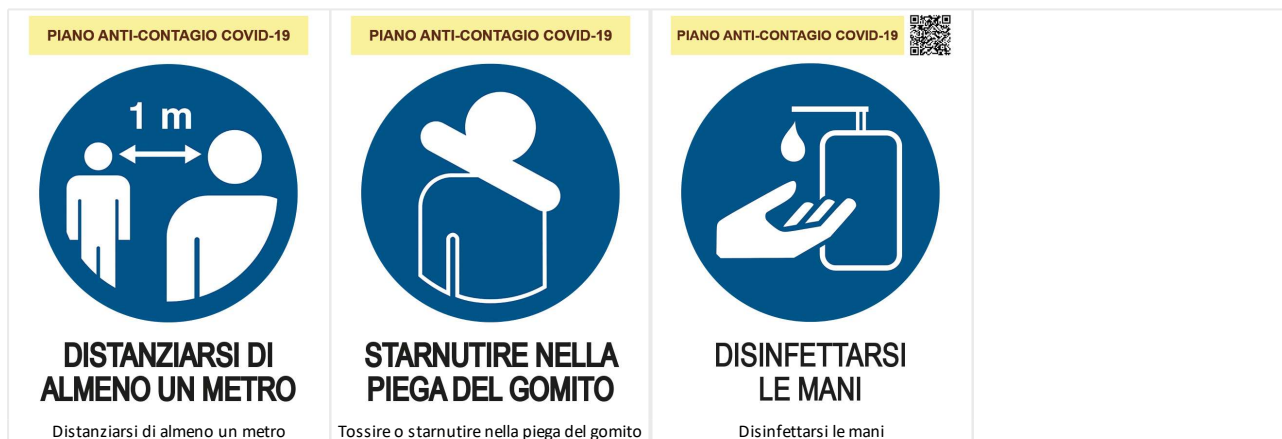 PIANO ANTI-CONTAGIO COVID-19
1 m
DISTANZIARSI DI
ALMENO UN METRO
Distanziarsi di almeno un metro
PIANO ANTI-CONTAGIO COVID-19
STARNUTIRE NELLA
PIEGA DEL GOMITO
Tossire o starnutire nella piega del gomito
PIANO ANTI-CONTAGIO COVID-19
DISINFETTARSI
LE MANI
Disinfettarsi le mani